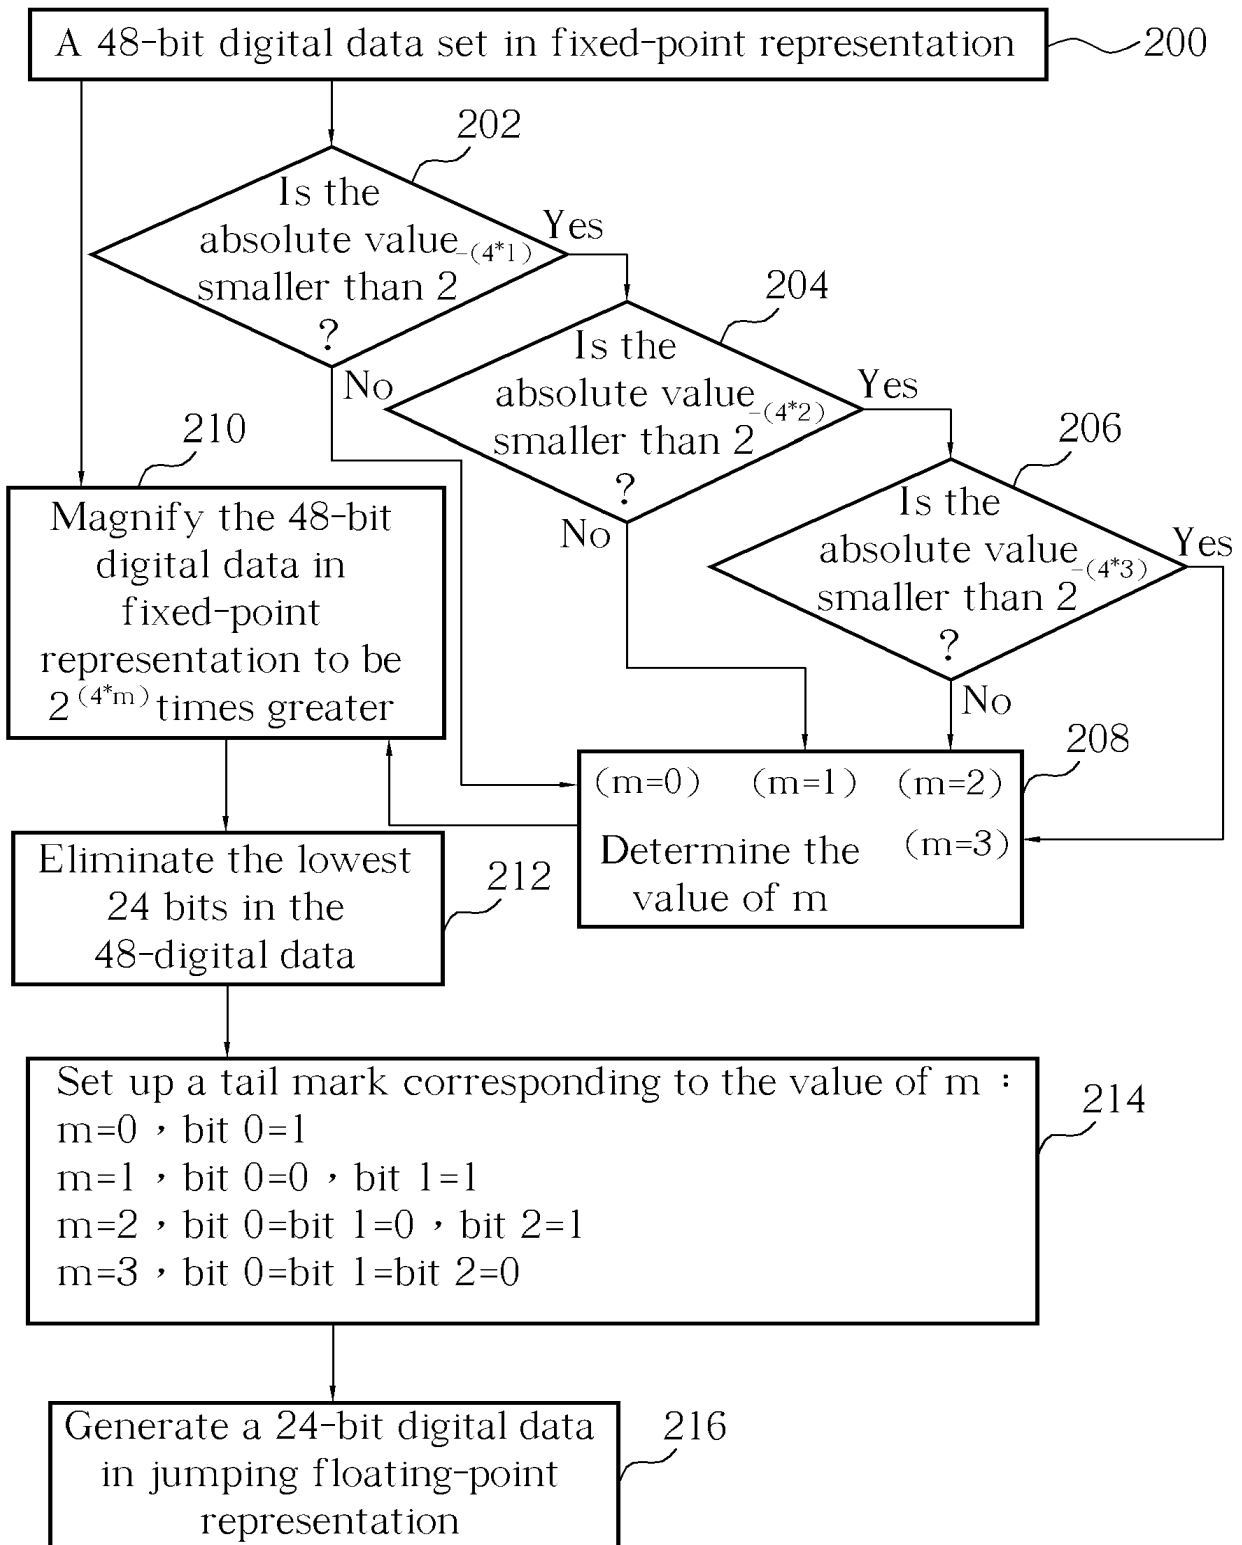 A 48-bit digital data set in fixed-point representation
200
202
Is the
absolute value
smaller than 2^-(4*1)
?
Yes
No
204
Is the
absolute value
smaller than 2^-(4*2)
?
Yes
No
206
Is the
absolute value
smaller than 2^-(4*3)
?
Yes
No
210
Magnify the 48-bit
digital data in
fixed-point
representation to be
2^(4*m) times greater
208
(m=0) (m=1) (m=2)
(m=3)
Determine the
value of m
Eliminate the lowest
24 bits in the
48-digital data
212
Set up a tail mark corresponding to the value of m :
m=0 , bit 0=1
m=1 , bit 0=0 , bit 1=1
m=2 , bit 0=bit 1=0 , bit 2=1
m=3 , bit 0=bit 1=bit 2=0
214
Generate a 24-bit digital data
in jumping floating-point
representation
216